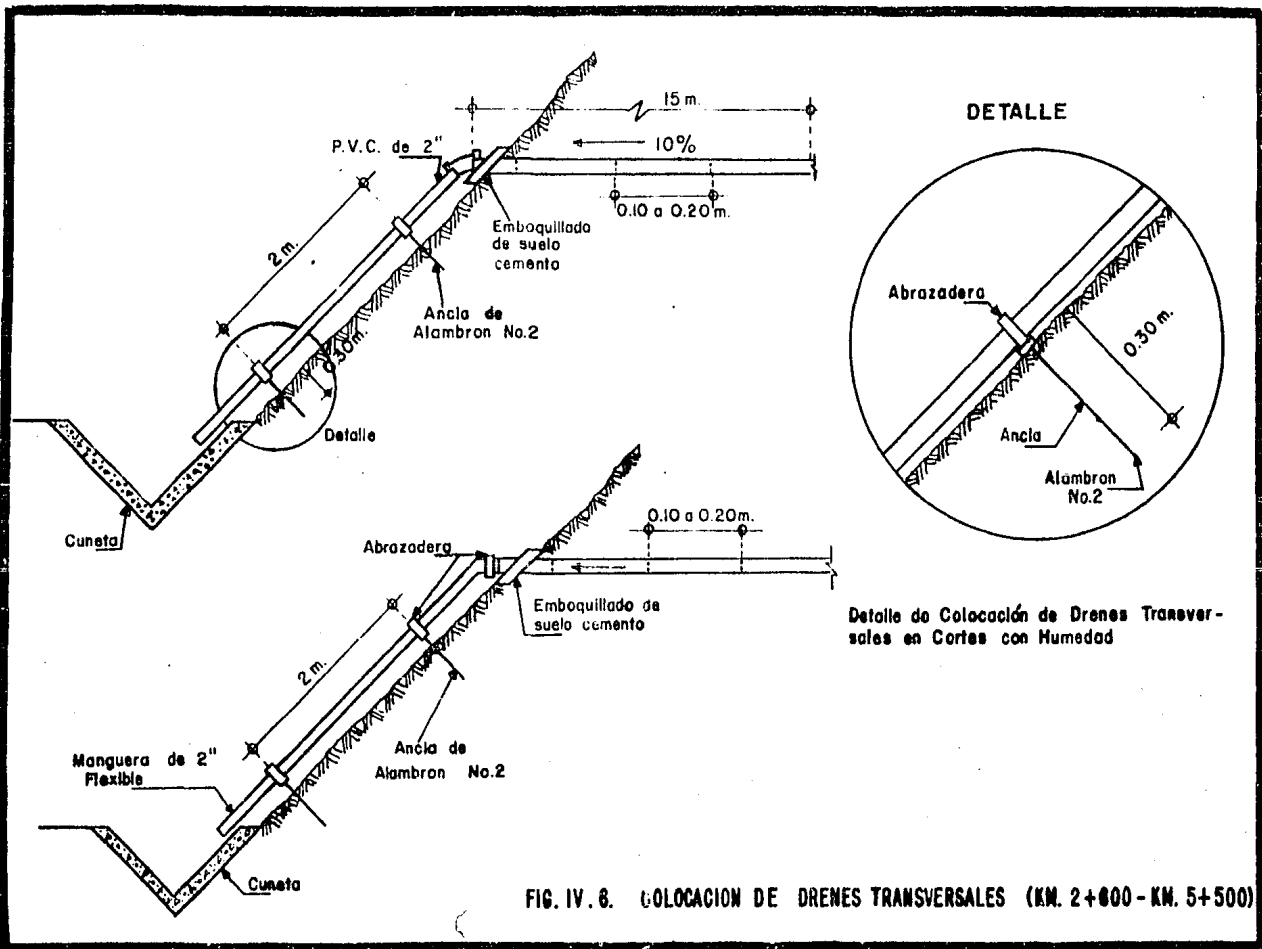 15 m.
10%
P.V.C. de 2"
0.10 a 0.20 m.
Emboquillado
de suelo
cemento
2 m.
Ancla de
Alambron No.2
0.30 m.
Detalle
Cuneta
DETALLE
Abrazadera
0.30 m.
Ancla
Alambron
No.2
Abrazadera
0.10 a 0.20 m.
Emboquillado de
suelo cemento
2 m.
Ancla de
Alambron No.2
Manguera de 2"
Flexible
Cuneta
Detalle de Colocación de Drenes Transver-
sales en Cortes con Humedad
FIG. IV. 8. COLOCACION DE DRENES TRANSVERSALES (KM. 2+600 - KM. 5+500)